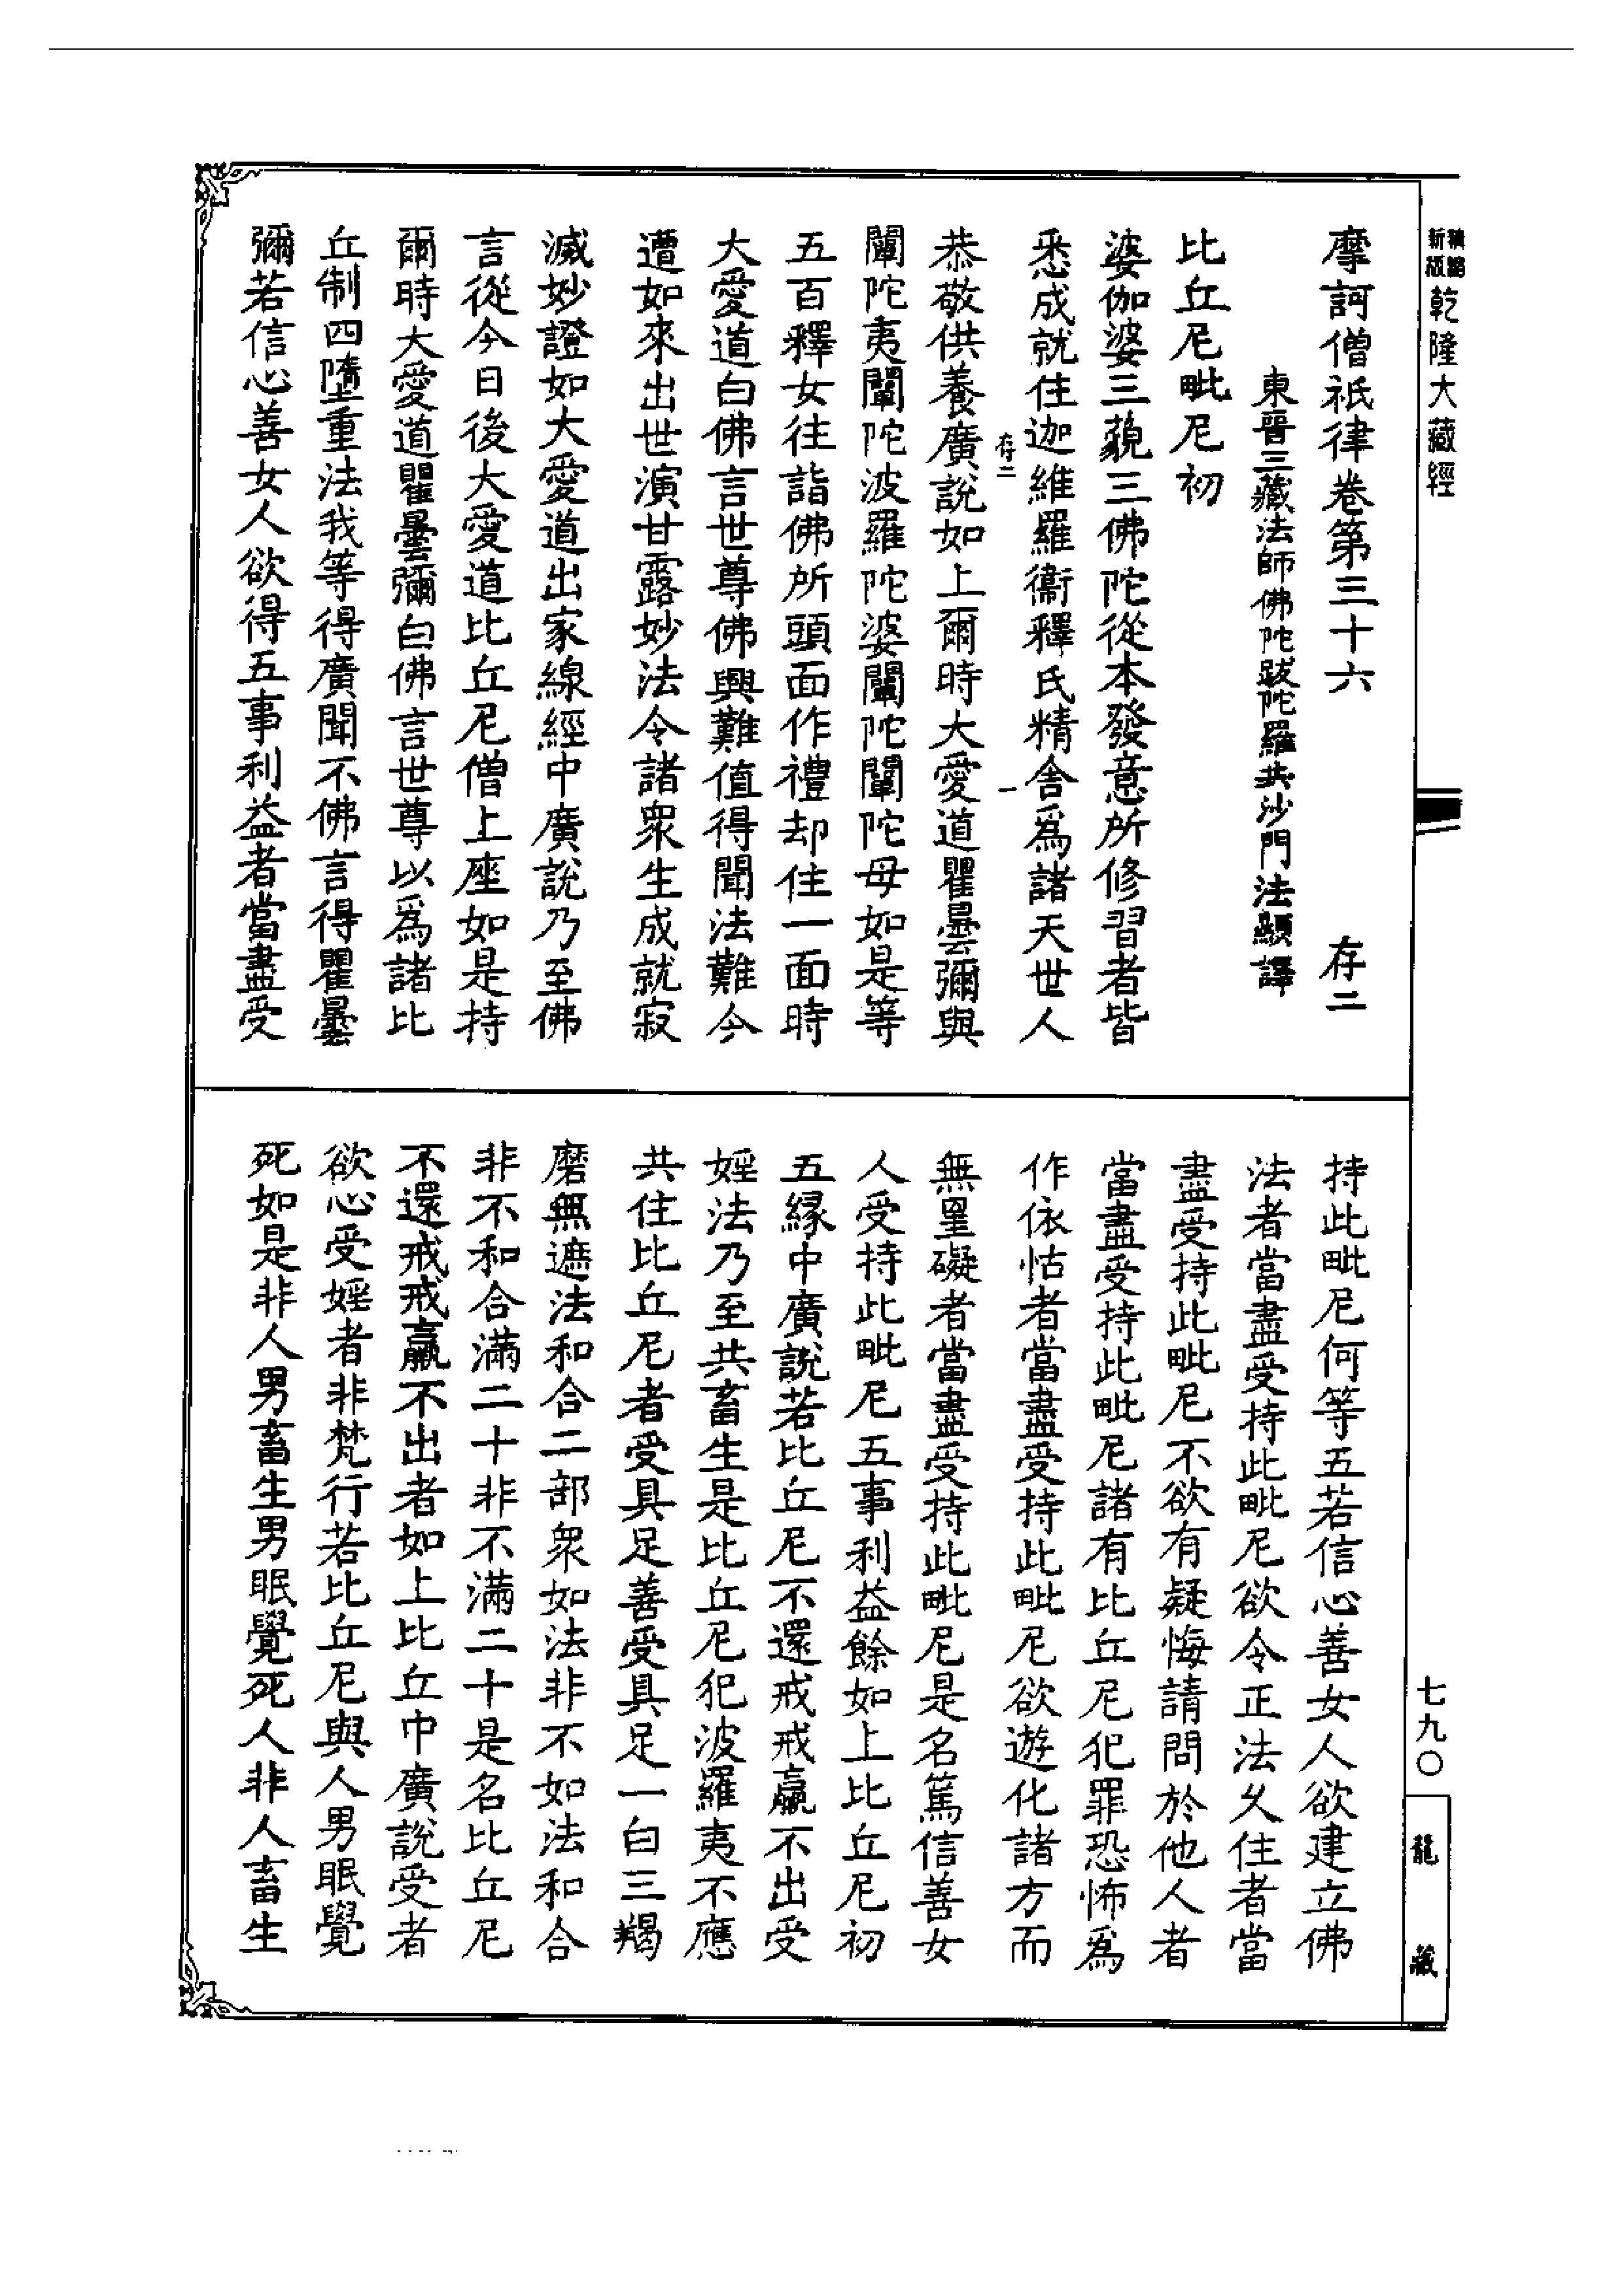 新版精縮乾隆大藏經
摩訶僧祇律卷第三十六 存二
東晉三藏法師佛陀跋陀羅共沙門法顯譯
比丘尼毗尼初
婆伽婆三藐三佛陀從本發意所修習者皆
悉成就住迦維羅衞釋氏精舍爲諸天世人
存二 一
恭敬供養廣說如上爾時大愛道瞿曇彌與
闡陀夷闡陀波羅陀婆闡陀闡陀母如是等
五百釋女往詣佛所頭面作禮却住一面時
大愛道白佛言世尊佛興難值得聞法難今
遭如來出世演甘露妙法令諸衆生成就寂
滅妙證如大愛道出家線經中廣說乃至佛
言從今日後大愛道比丘尼僧上座如是持
爾時大愛道瞿曇彌白佛言世尊以爲諸比
丘制四墮重法我等得廣聞不佛言得瞿曇
彌若信心善女人欲得五事利益者當盡受
持此毗尼何等五若信心善女人欲建立佛
法者當盡受持此毗尼欲令正法久住者當
盡受持此毗尼不欲有疑悔請問於他人者
當盡受持此毗尼諸有比丘尼犯罪恐怖爲
作依怙者當盡受持此毗尼欲遊化諸方而
無罣礙者當盡受持此毗尼是名篤信善女
人受持此毗尼五事利益餘如上比丘尼初
五緣中廣說若比丘尼不還戒戒羸不出受
婬法乃至共畜生是比丘尼犯波羅夷不應
共住比丘尼者受具足善受具足一白三羯
磨無遮法和合二部衆如法非不如法和合
非不和合滿二十非不滿二十是名比丘尼
不還戒戒羸不出者如上比丘中廣說受者
欲心受婬者非梵行若比丘尼與人男眠覺
死如是非人男畜生男眠覺死人非人畜生
七九〇
龍藏